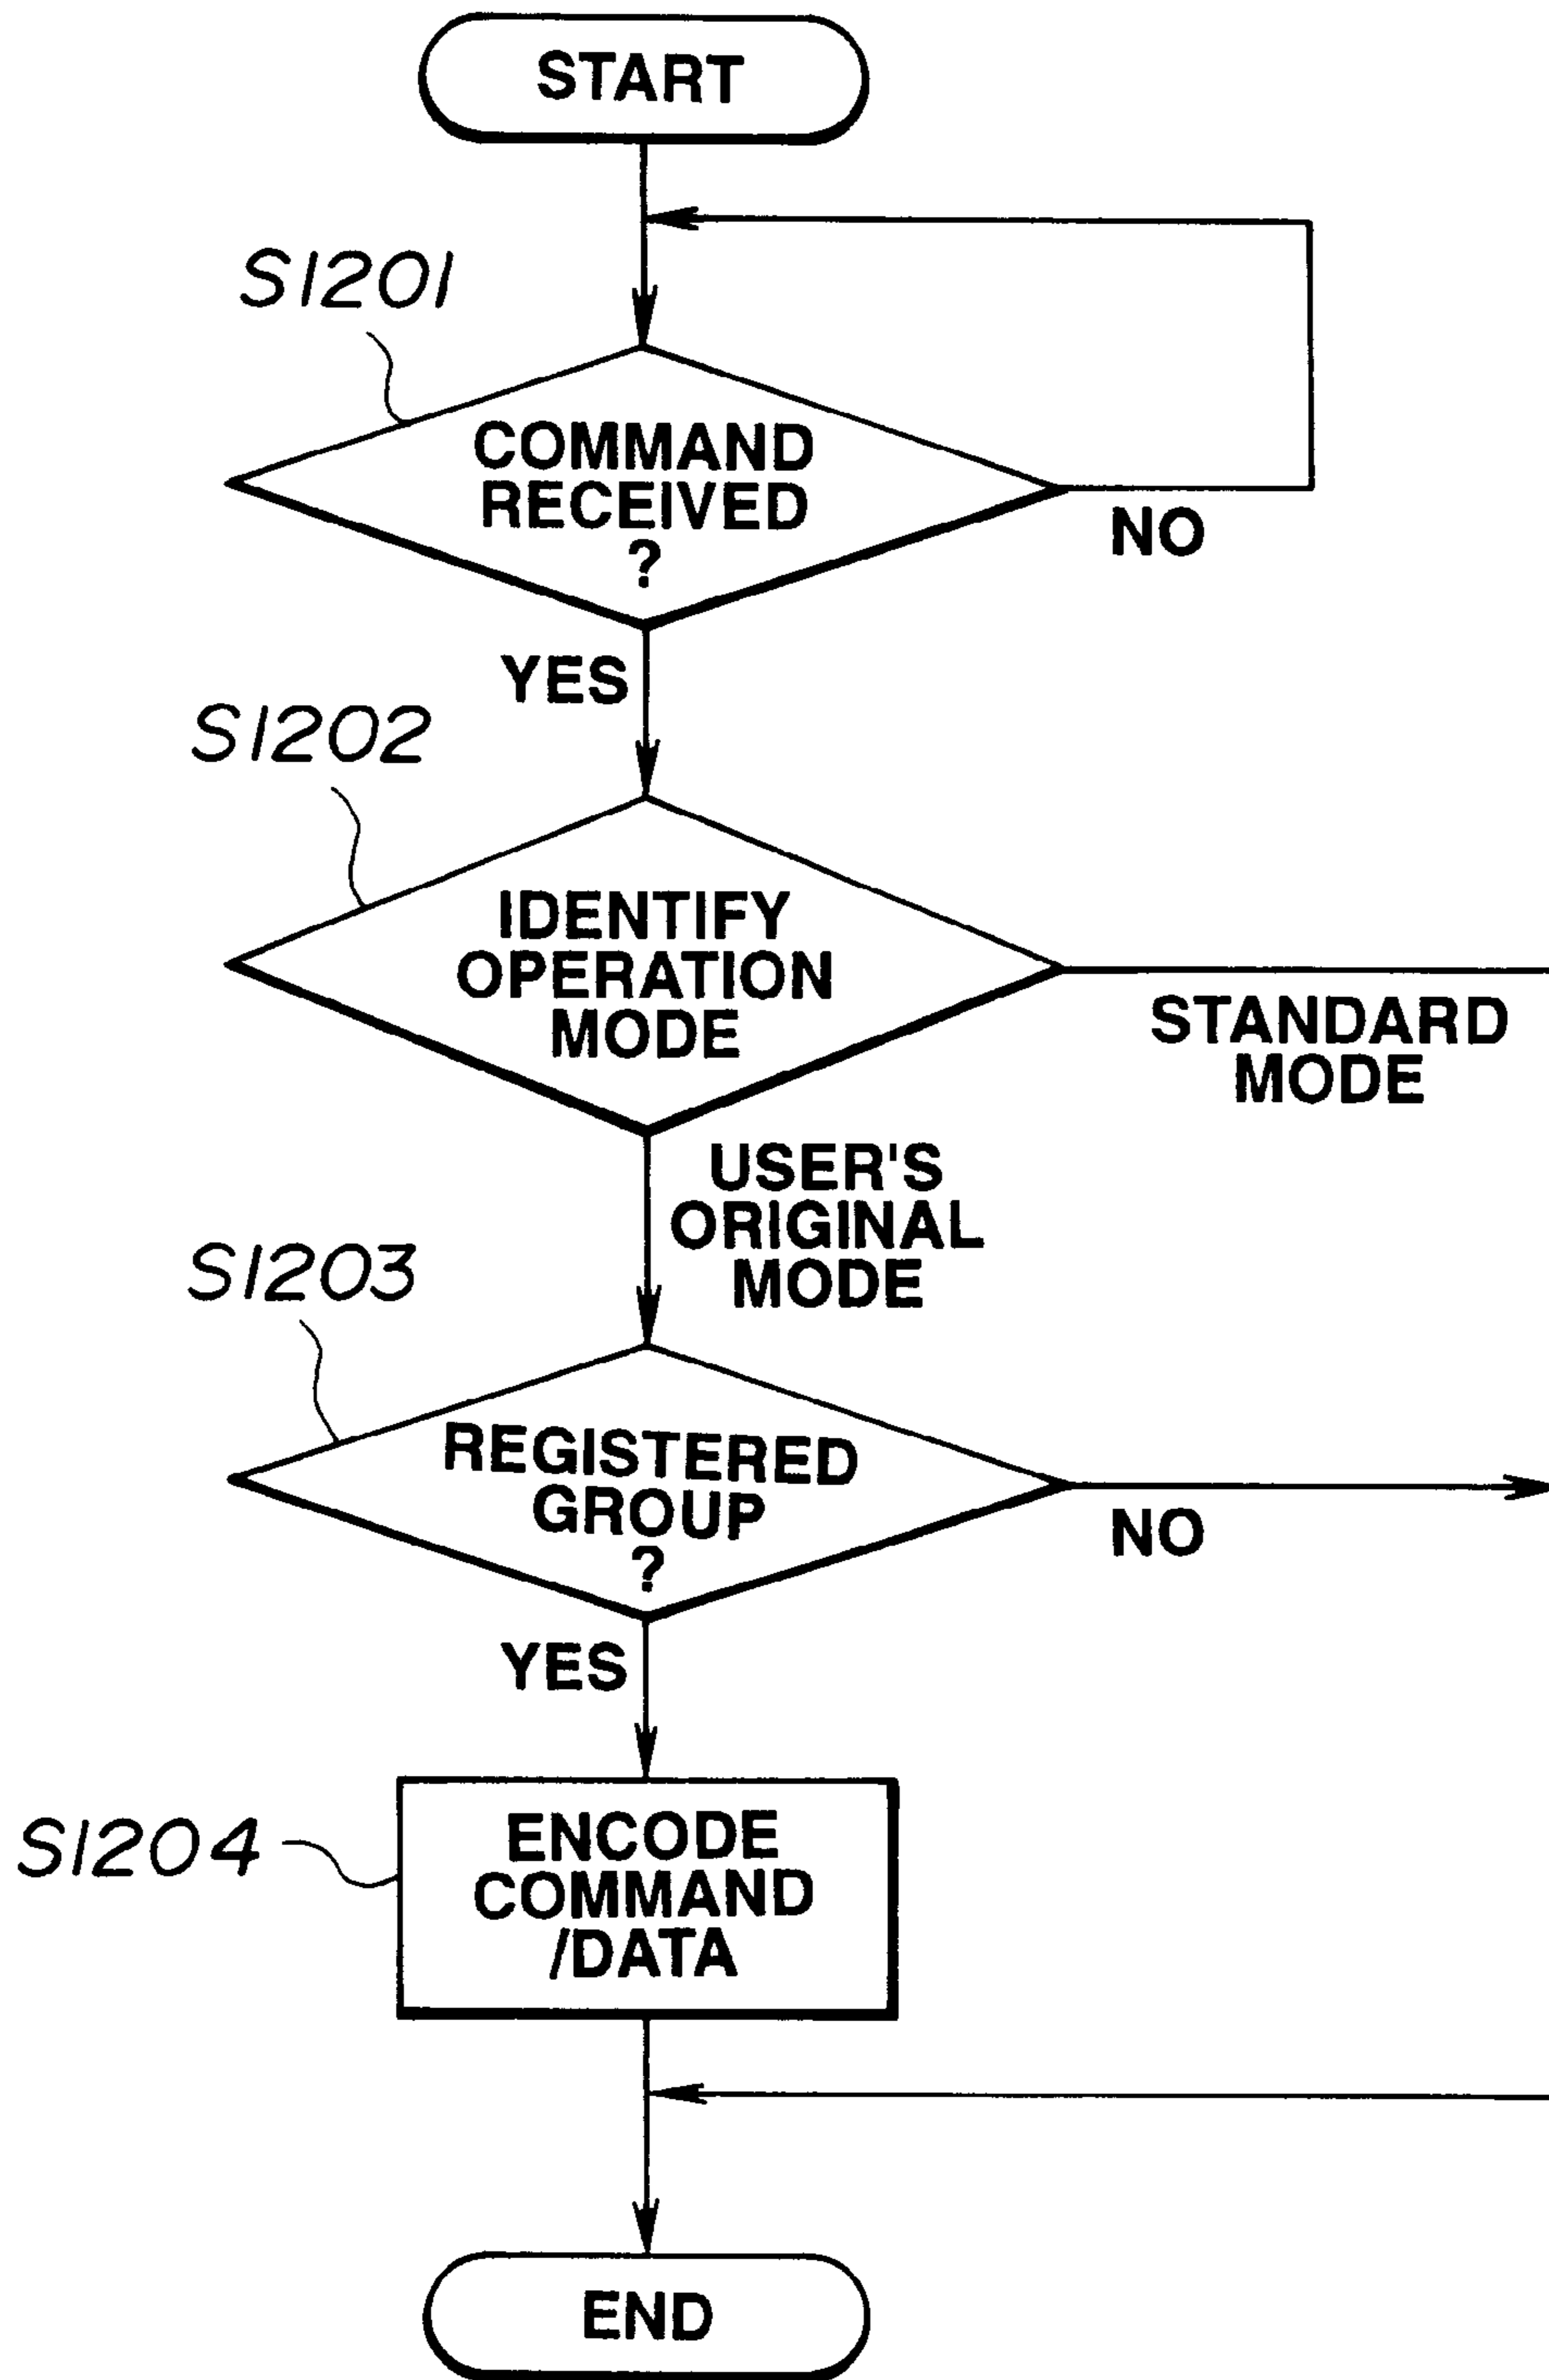 START
S1201
COMMAND
RECEIVED
?
NO
YES
S1202
IDENTIFY
OPERATION
MODE
STANDARD
MODE
USER'S
ORIGINAL
MODE
S1203
REGISTERED
GROUP
?
NO
YES
S1204
ENCODE
COMMAND
/DATA
END